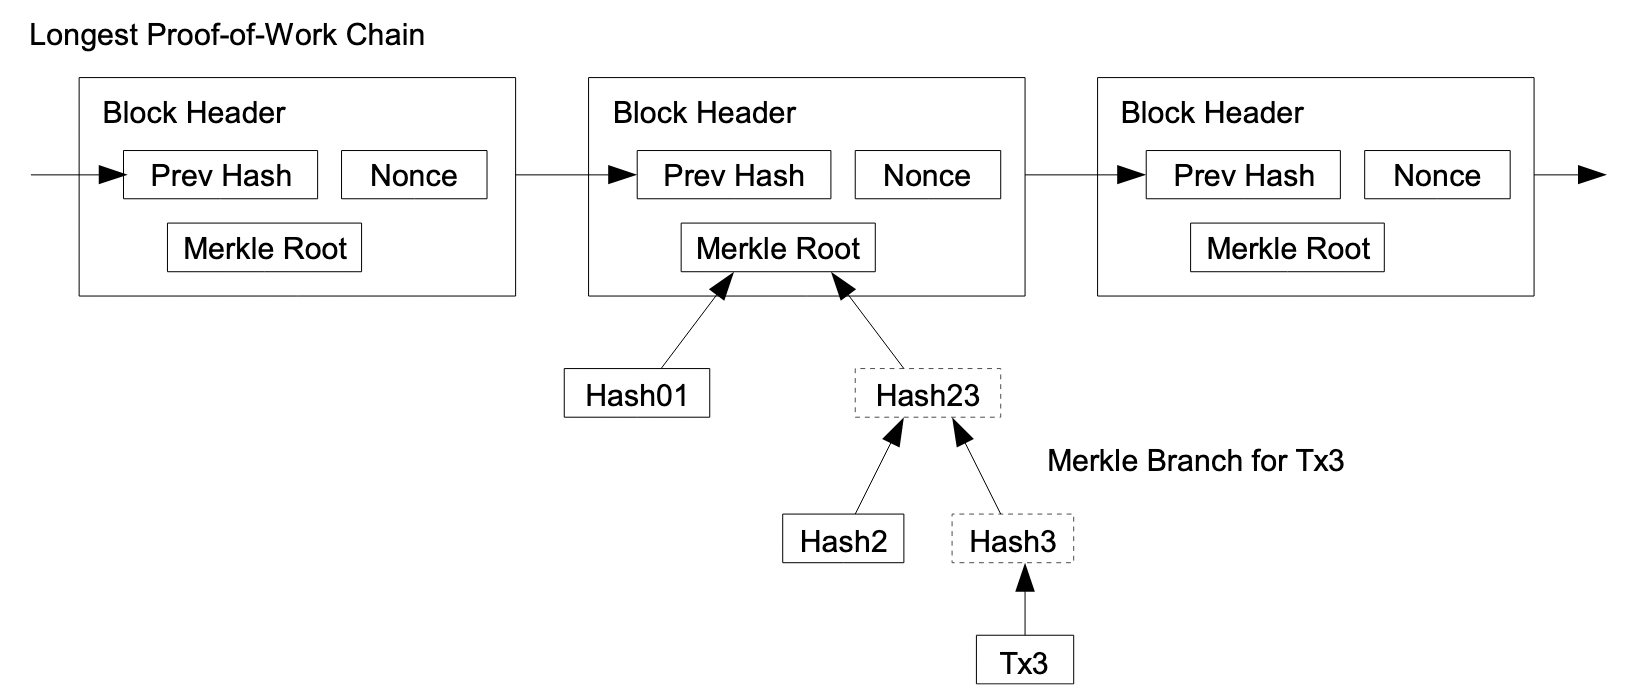 Longest Proof-of-Work Chain
Block Header
Block Header
Block Header
Prev Hash
Nonce
Prev Hash
Nonce
Prev Hash
Nonce
Merkle Root
Merkle Root
Merkle Root
Hash01
Hash23
Merkle Branch for Tx3
Hash2
Hash3
Tx3